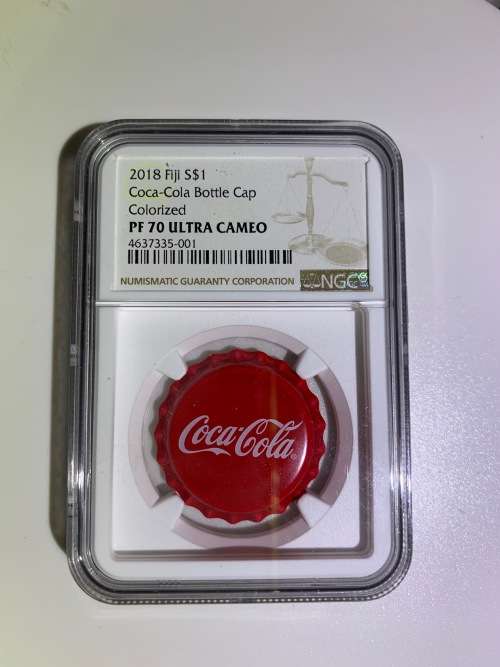 2018 Fiji S$1
Coca-Cola Bottle Cap
Colorized
PF 70 ULTRA CAMEO
4637335-001
NUMISMATIC GUARANTY CORPORATION
NGC
Coca-Cola